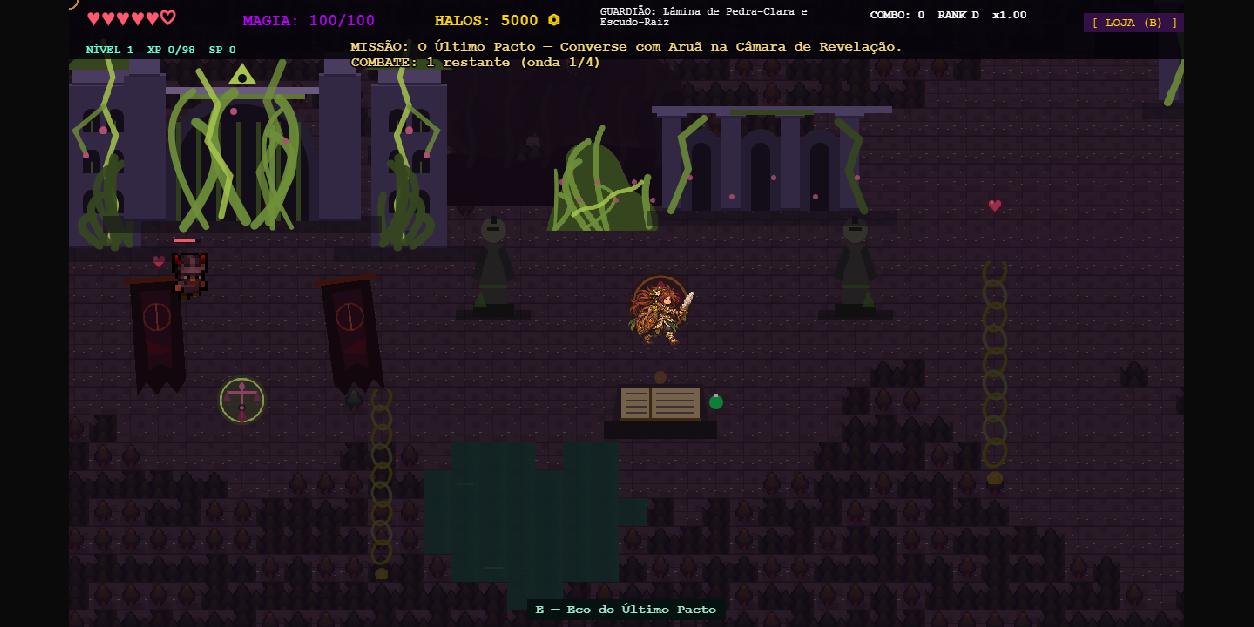 MAGIA: 100/100
HALOS: 5000
GUARDIÃO: Lâmina de Pedra-Clara e
Escudo-Raiz
COMBO: 0 RANK D x1.00
[ LOJA (B) ]
NÍVEL 1 XP 0/98 SP 0
MISSÃO: O Último Pacto — Converse com Aruã na Câmara de Revelação.
COMBATE: 1 restante (onda 1/4)
E — Eco do Último Pacto